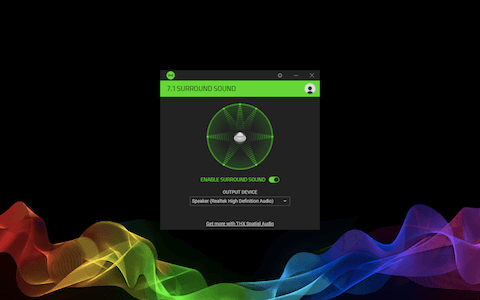 7.1 SURROUND SOUND
ENABLE SURROUND SOUND
OUTPUT DEVICE
Speaker (Realtek High Definition Audio)
Get more with THX Spatial Audio